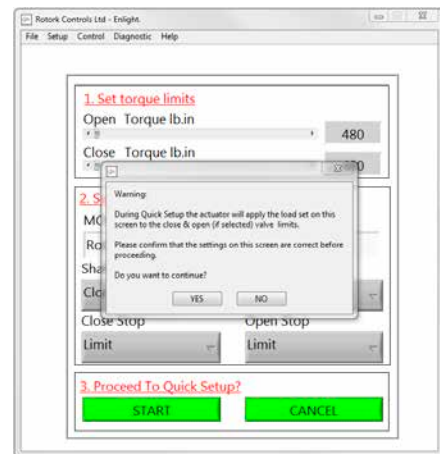 Rotork Controls Ltd - Enlight.
File Setup Control Diagnostic Help
1. Set torque limits
Open Torque lb.in
480
Close Torque lb.in
Warning:
During Quick Setup the actuator will apply the load set on this
screen to the close & open (if selected) valve limits.
Please confirm that the settings on this screen are correct before
proceeding.
Do you want to continue?
YES NO
Close Stop Open Stop
Limit Limit
3. Proceed To Quick Setup?
START CANCEL